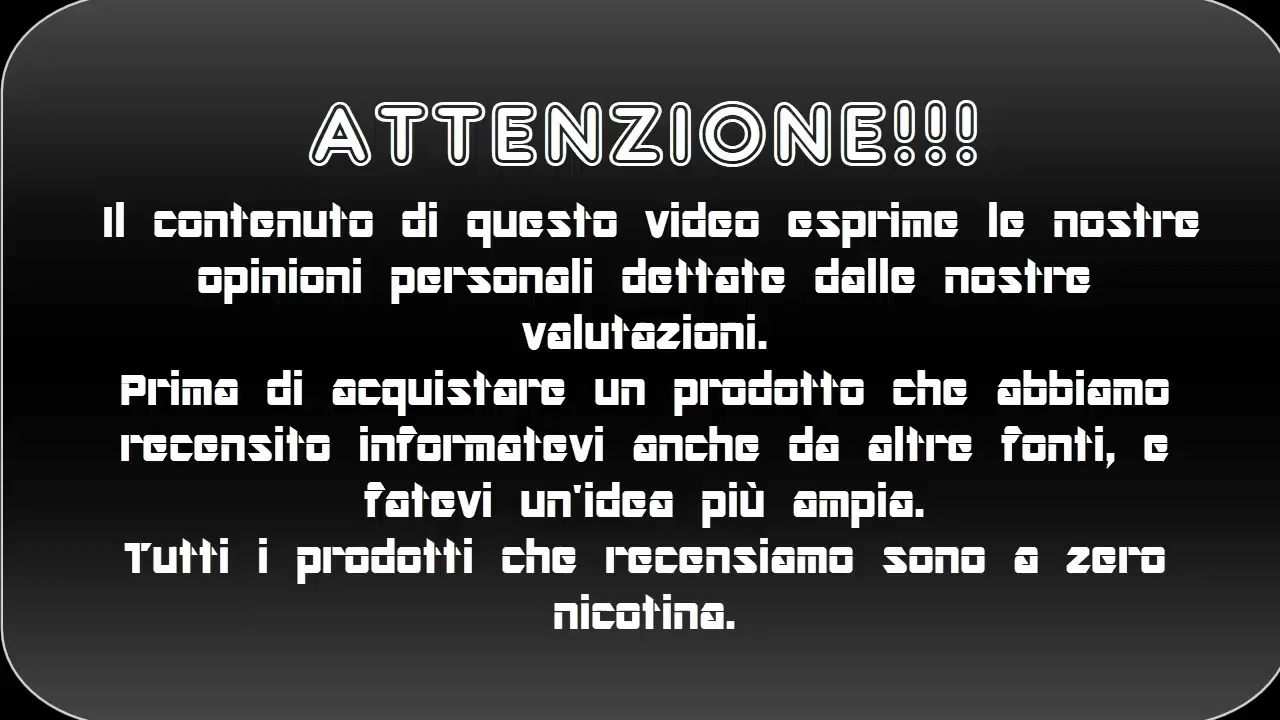 ATTENZIONE!!!
Il contenuto di questo video esprime le nostre
opinioni personali dettate dalle nostre
valutazioni.
Prima di acquistare un prodotto che abbiamo
recensito informatevi anche da altre fonti, e
fatevi un'idea più ampia.
Tutti i prodotti che recensiamo sono a zero
nicotina.